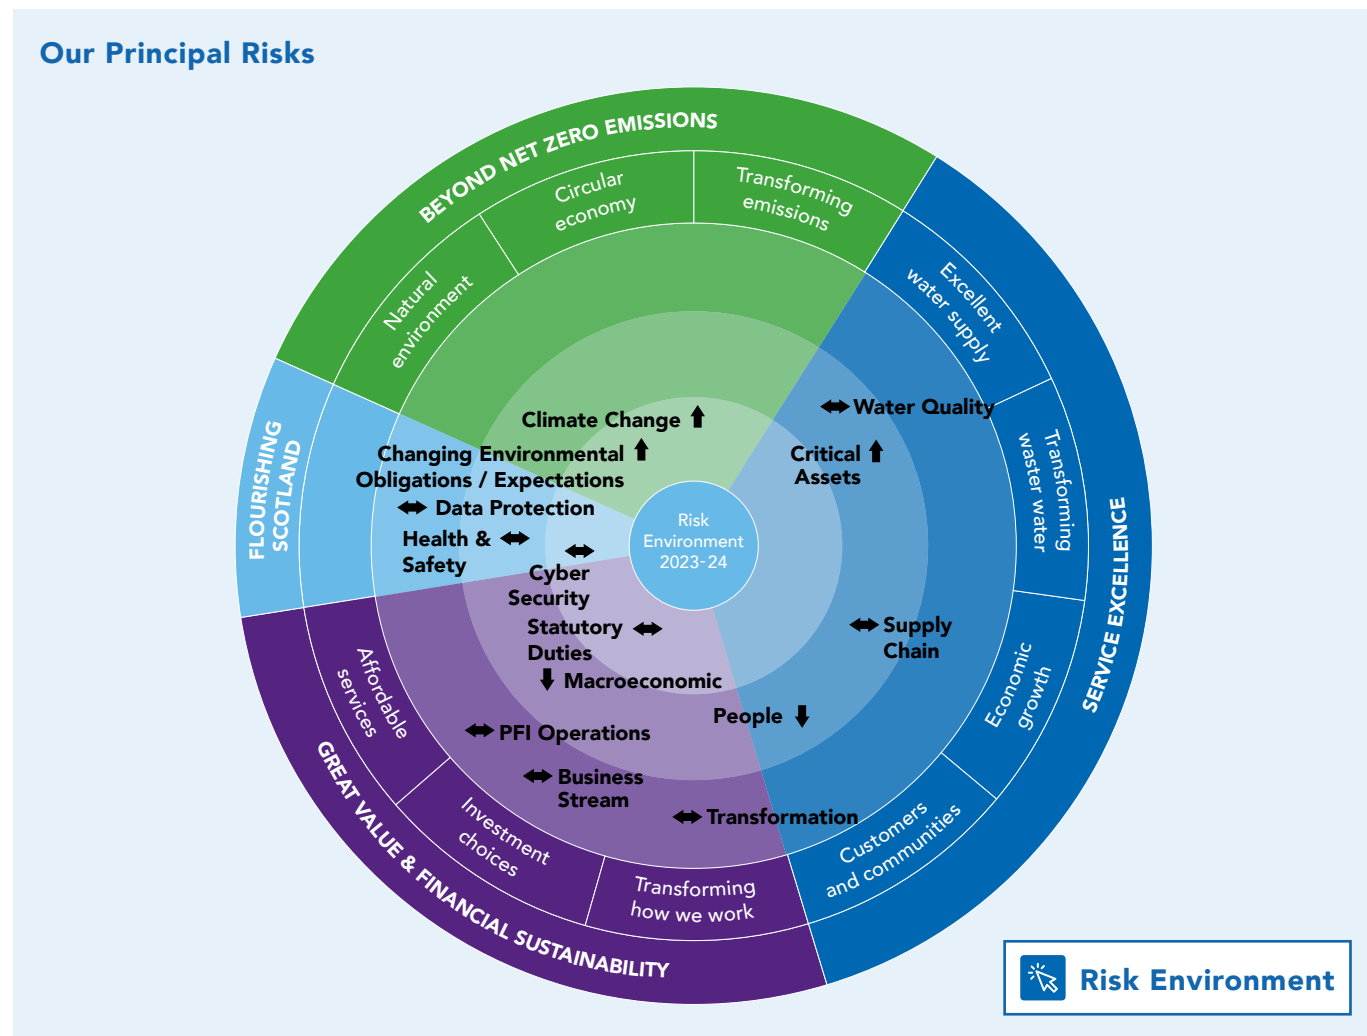 Our Principal Risks
BEYOND NET ZERO EMISSIONS
Natural
environment
Circular
economy
Transforming
emissions
SERVICE EXCELLENCE
Excellent
water supply
Transforming
waster water
Economic
growth
Customers
and communities
GREAT VALUE & FINANCIAL SUSTAINABILITY
Transforming
how we work
Investment
choices
Affordable
services
FLOURISHING
SCOTLAND
Climate Change
Changing Environmental
Obligations / Expectations
Data Protection
Health &
Safety
Cyber
Security
Statutory
Duties
Macroeconomic
PFI Operations
Business
Stream
Transformation
People
Supply
Chain
Critical
Assets
Water Quality
Risk
Environment
2023-24
Risk Environment